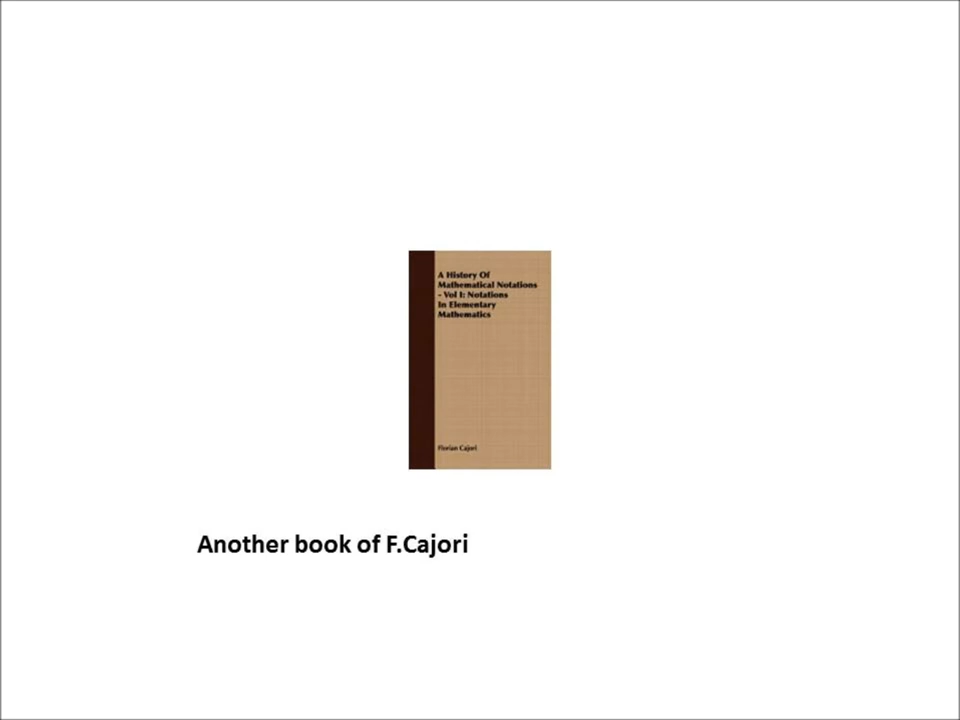 A History Of
Mathematical Notations
- Vol I: Notations
In Elementary
Mathematics
Florian Cajori
Another book of F.Cajori